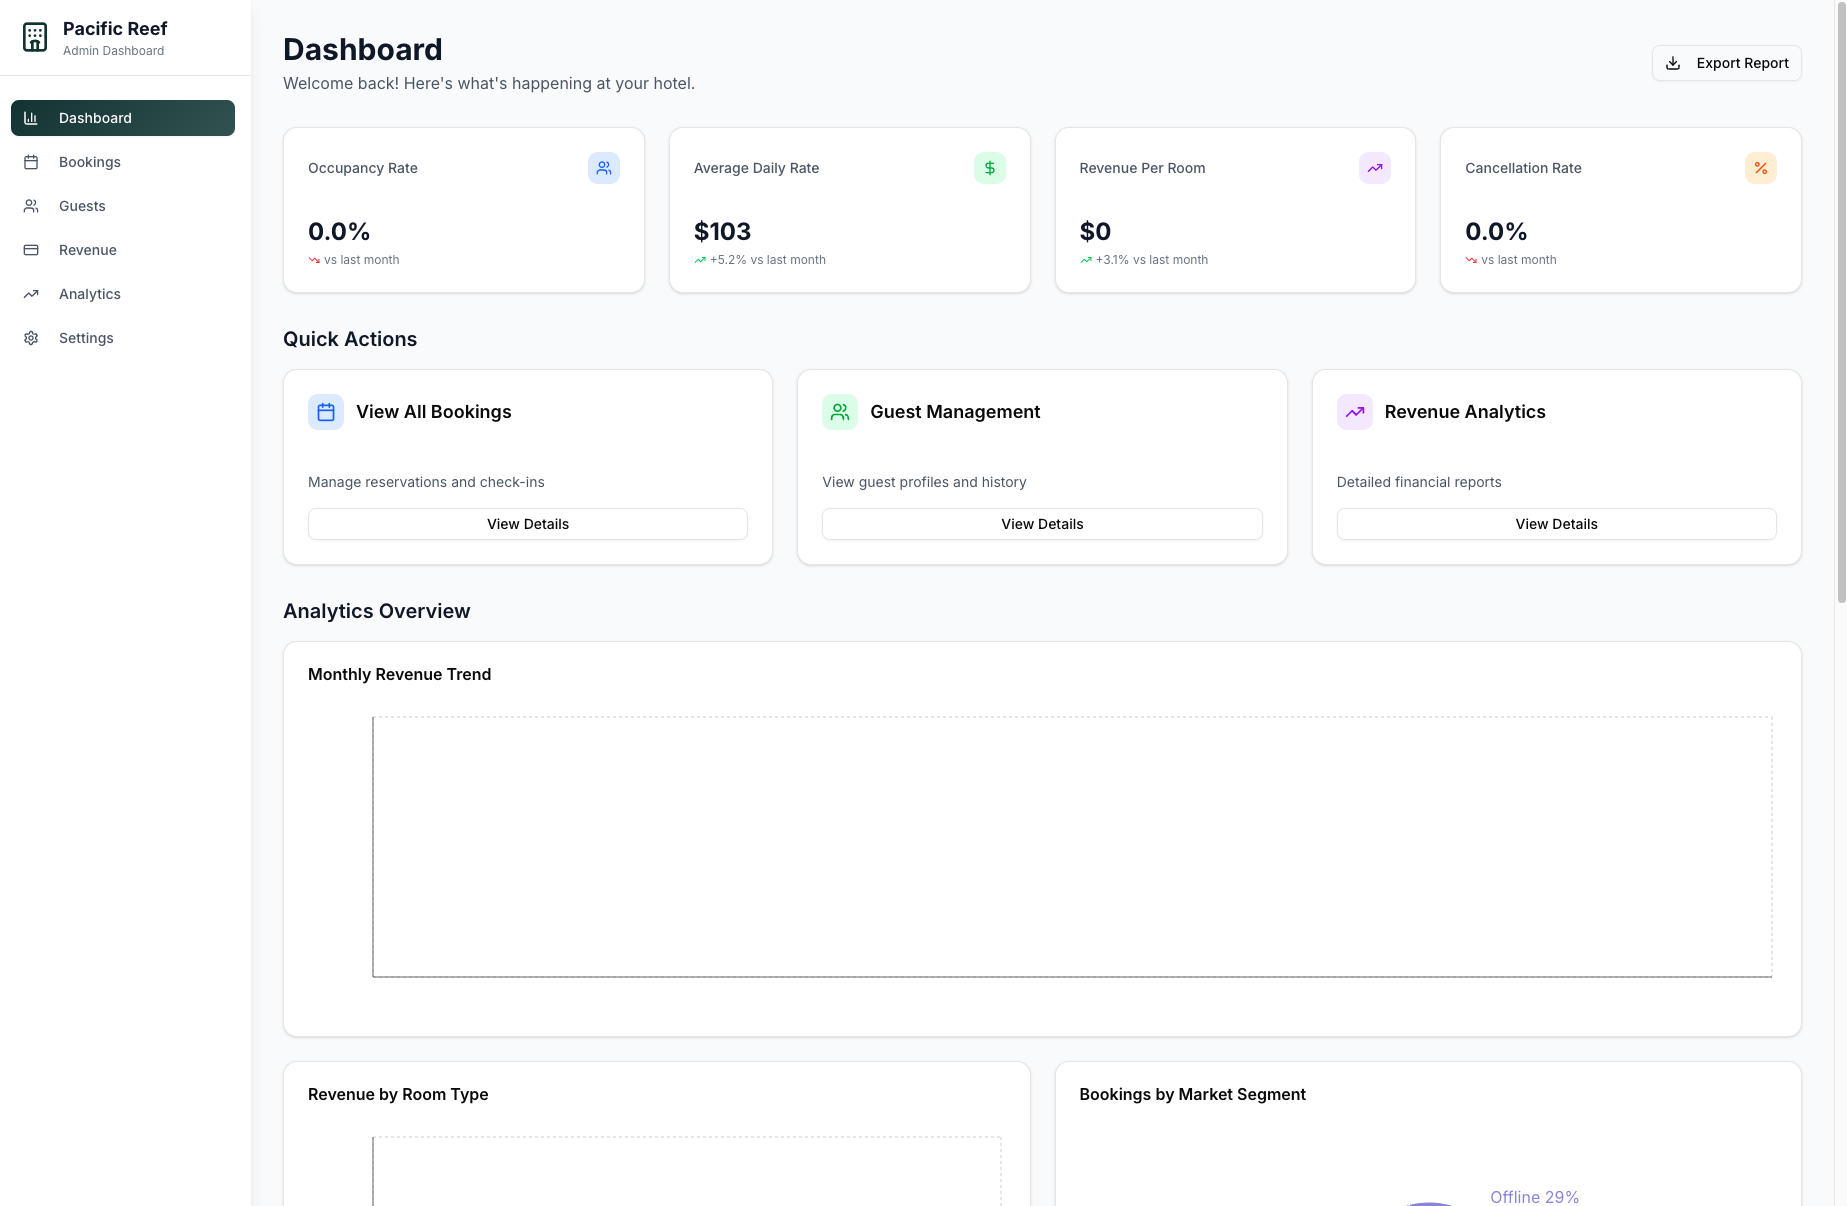 Pacific Reef
Admin Dashboard
Dashboard
Bookings
Guests
Revenue
Analytics
Settings
Dashboard
Welcome back! Here's what's happening at your hotel.
Export Report
Occupancy Rate
0.0%
vs last month
Average Daily Rate
$103
+5.2% vs last month
Revenue Per Room
$0
+3.1% vs last month
Cancellation Rate
0.0%
vs last month
Quick Actions
View All Bookings
Manage reservations and check-ins
View Details
Guest Management
View guest profiles and history
View Details
Revenue Analytics
Detailed financial reports
View Details
Analytics Overview
Monthly Revenue Trend
Revenue by Room Type
Bookings by Market Segment
Offline 29%